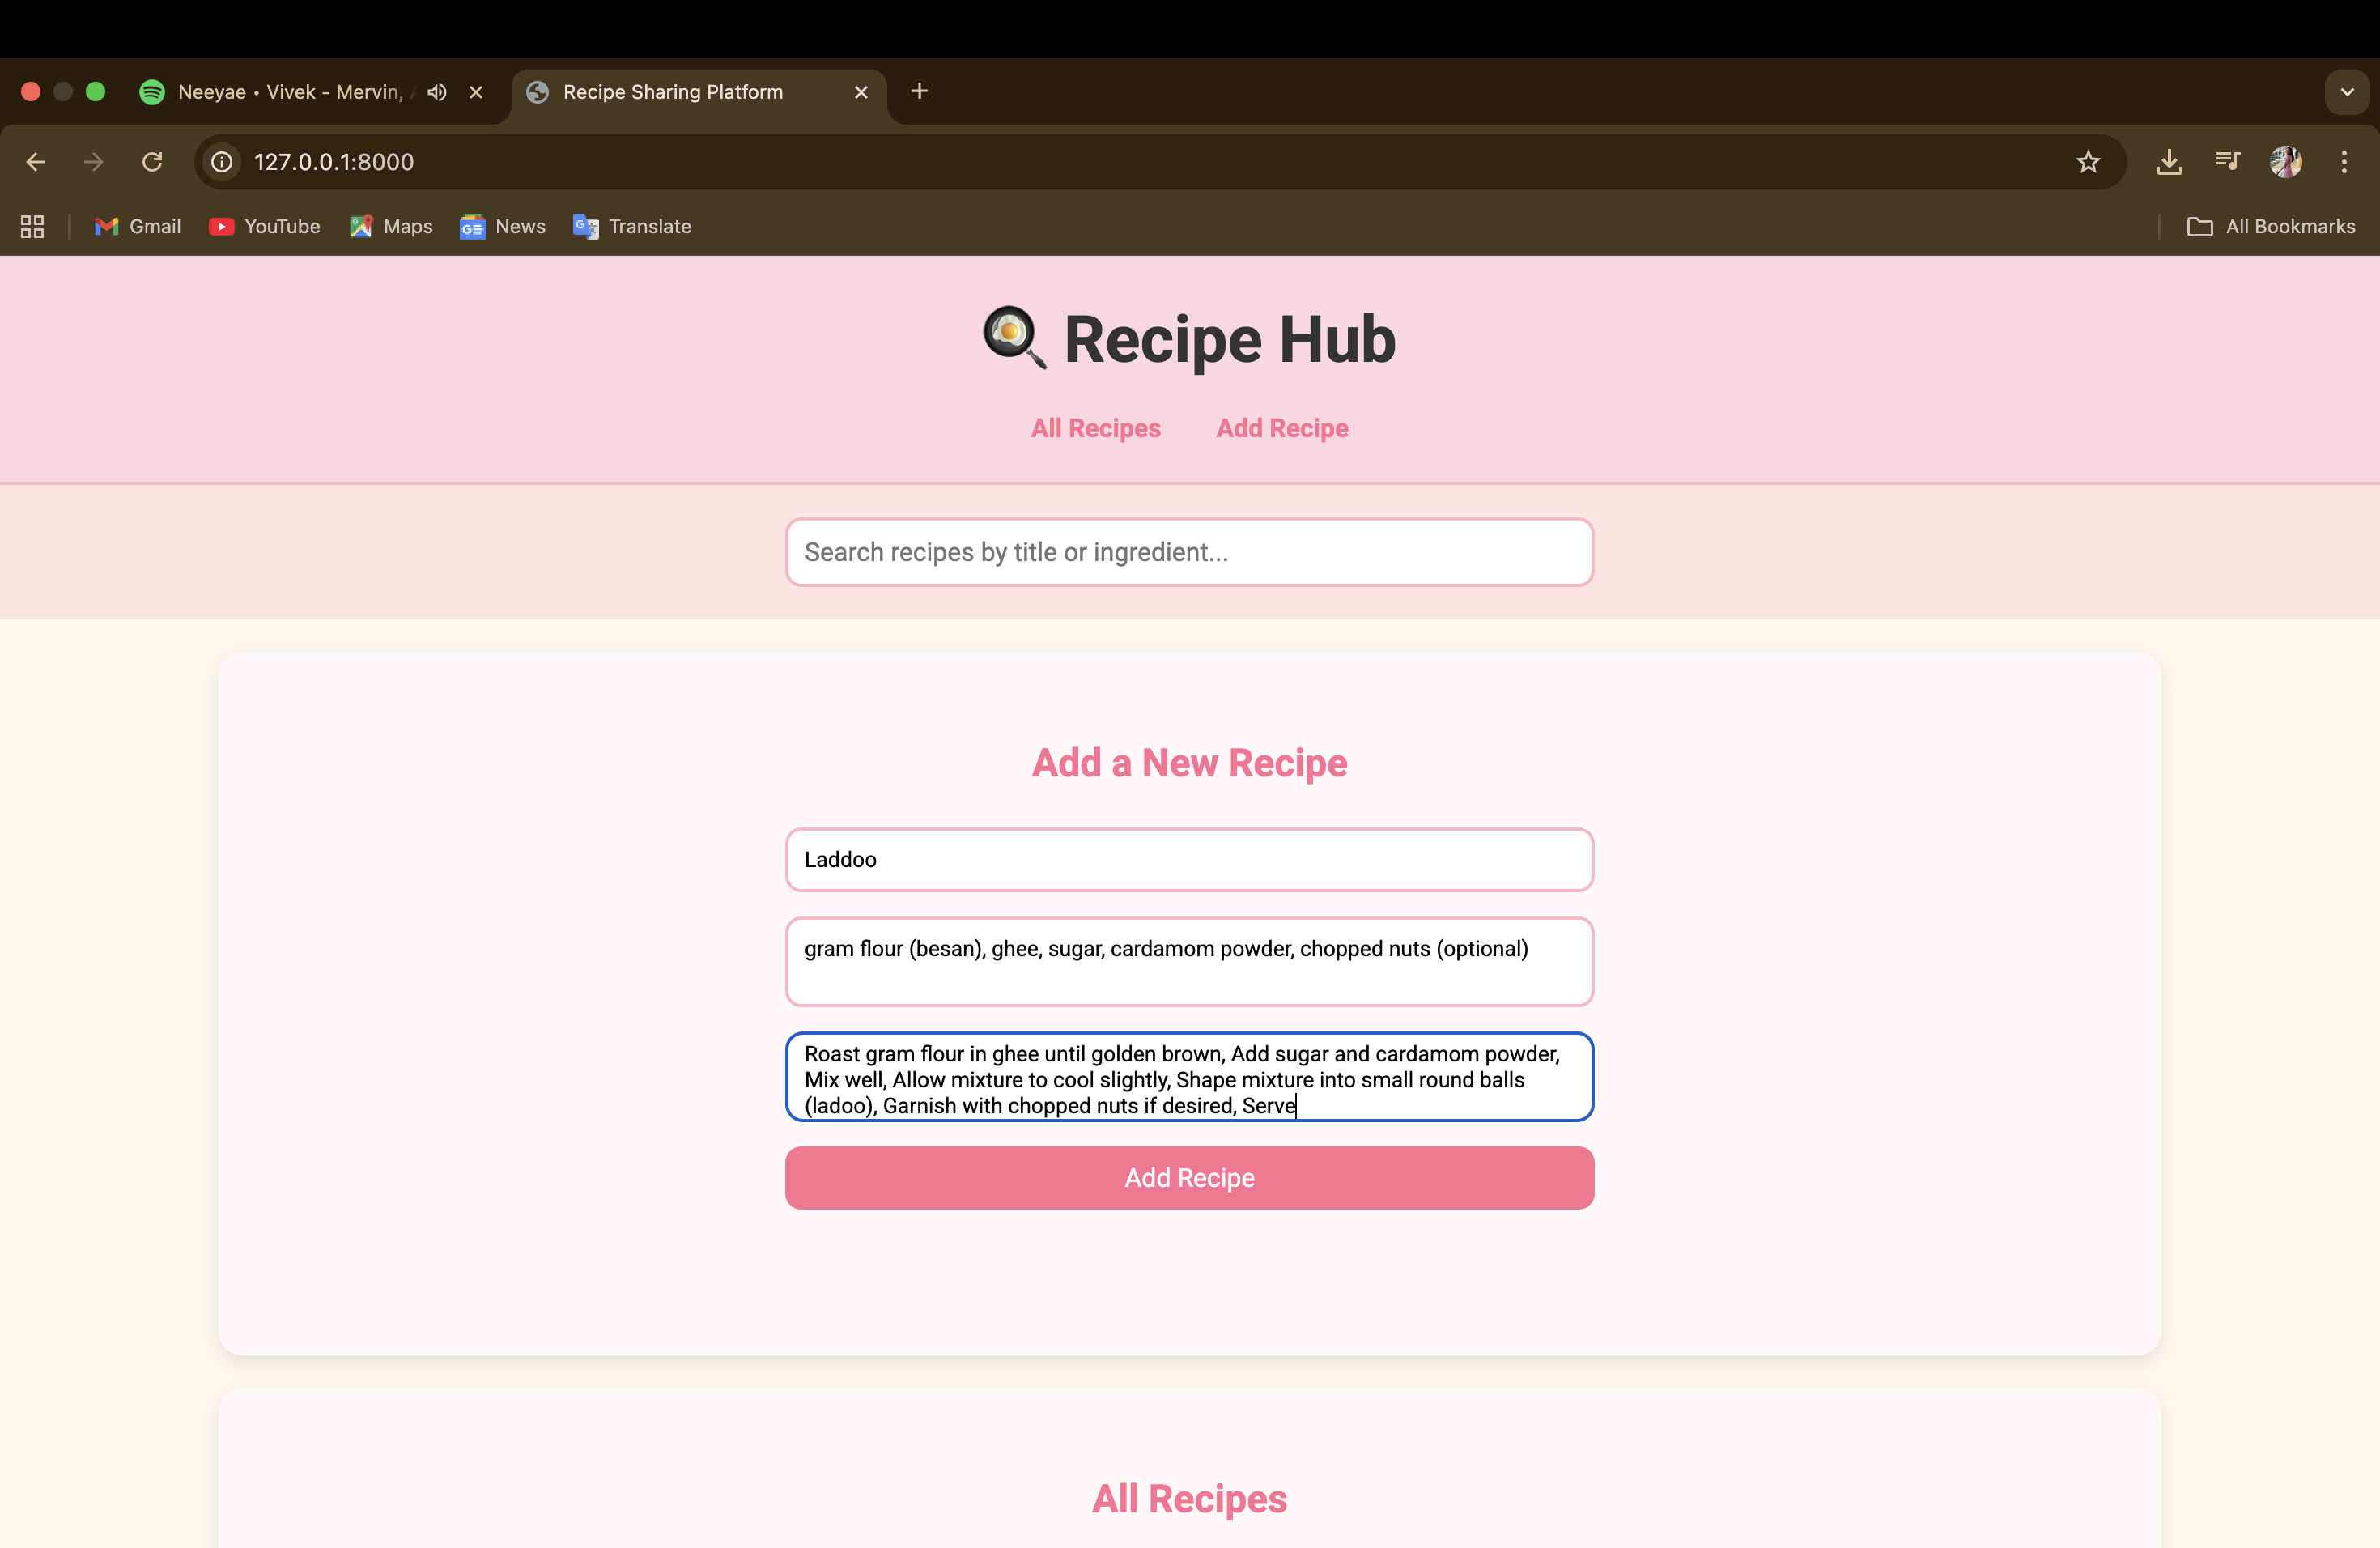 Neeyae • Vivek - Mervin,
Recipe Sharing Platform
127.0.0.1:8000
Gmail
YouTube
Maps
News
Translate
All Bookmarks
Recipe Hub
All Recipes
Add Recipe
Search recipes by title or ingredient...
Add a New Recipe
Laddoo
gram flour (besan), ghee, sugar, cardamom powder, chopped nuts (optional)
Roast gram flour in ghee until golden brown, Add sugar and cardamom powder,
Mix well, Allow mixture to cool slightly, Shape mixture into small round balls
(ladoo), Garnish with chopped nuts if desired, Serve
Add Recipe
All Recipes